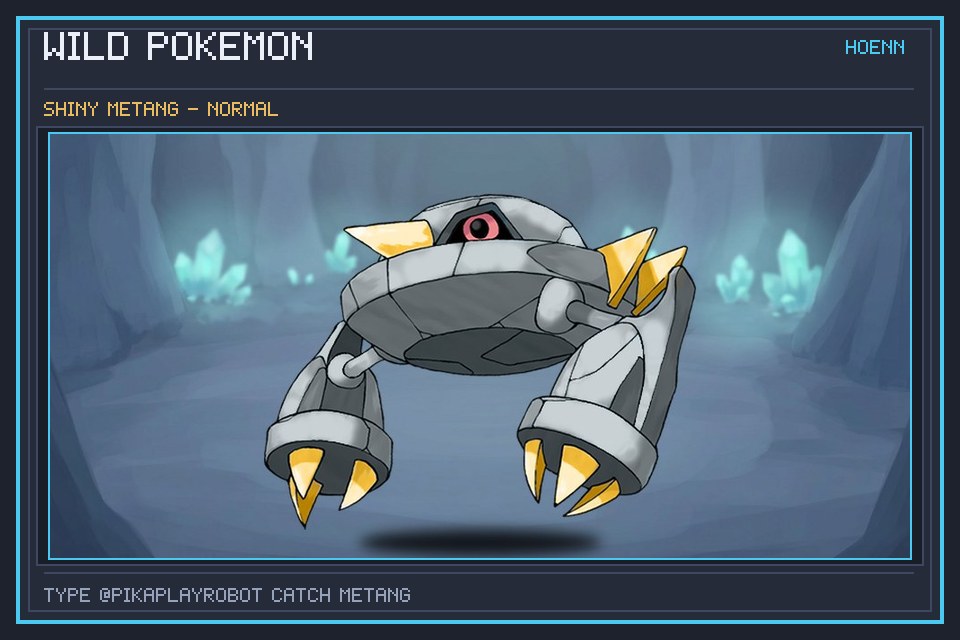 WILD POKEMON
HOENN
SHINY METANG - NORMAL
TYPE @PIKAPLAYROBOT CATCH METANG